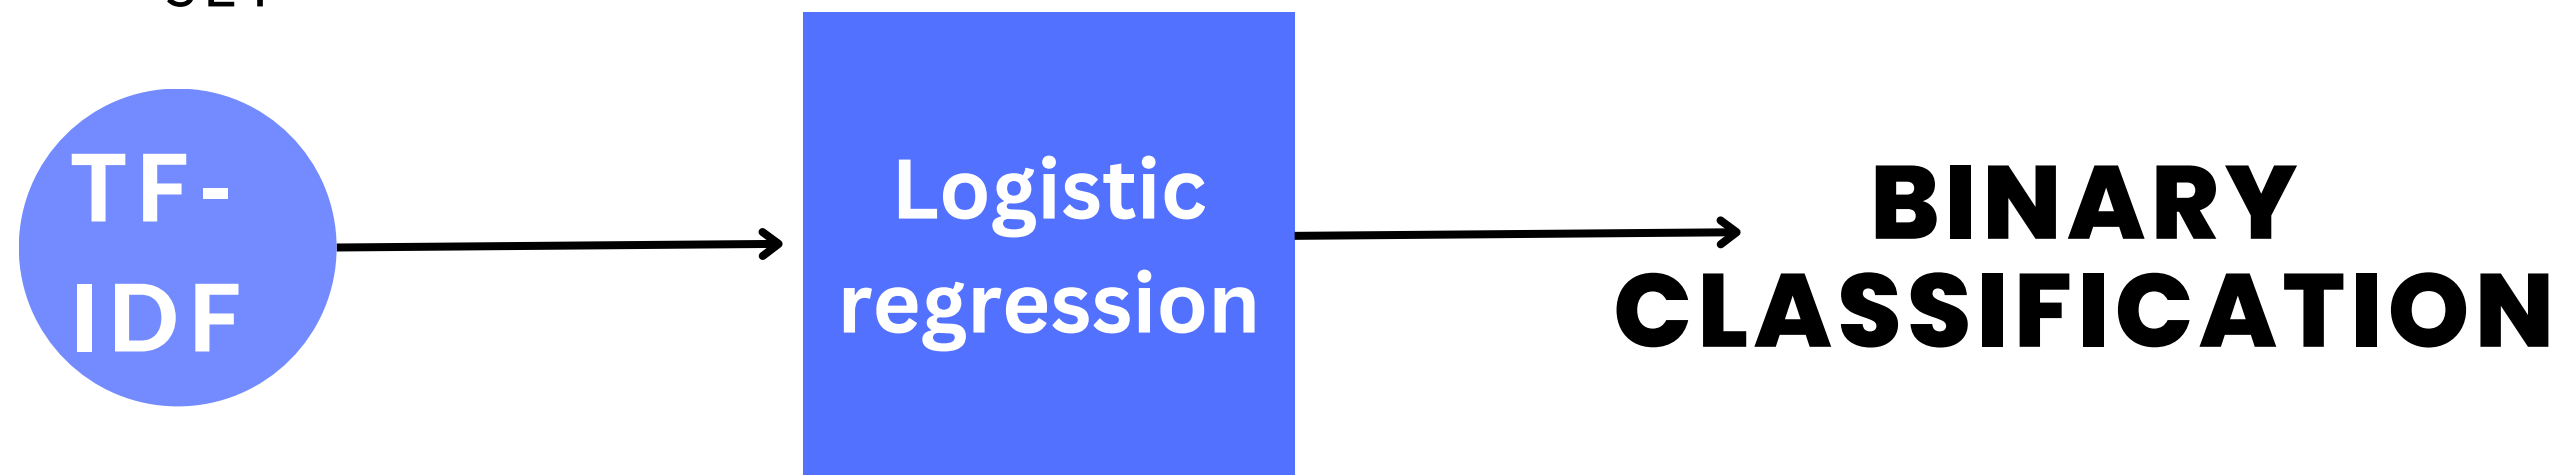 TF-
IDF
Logistic
regression
BINARY
CLASSIFICATION